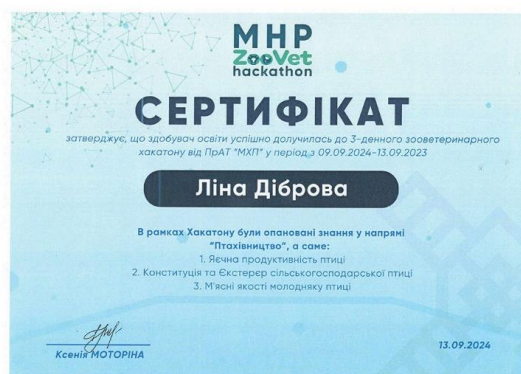 MHP
ZooVet
hackathon
СЕРТИФІКАТ
затверджує, що здобувач освіти успішно долучилась до 3-денного зооветеринарного
хакатону від ПрАТ "МХП" у період з 09.09.2024-13.09.2023
Ліна Діброва
В рамках Хакатону були опановані знання у напрямі
"Птахівництво", а саме:
1. Яєчна продуктивність птиці
2. Конституція та Єкстерєр сільськогосподарської птиці
3. М'ясні якості молодняку птиці
Ксенія МОТОРІНА
13.09.2024